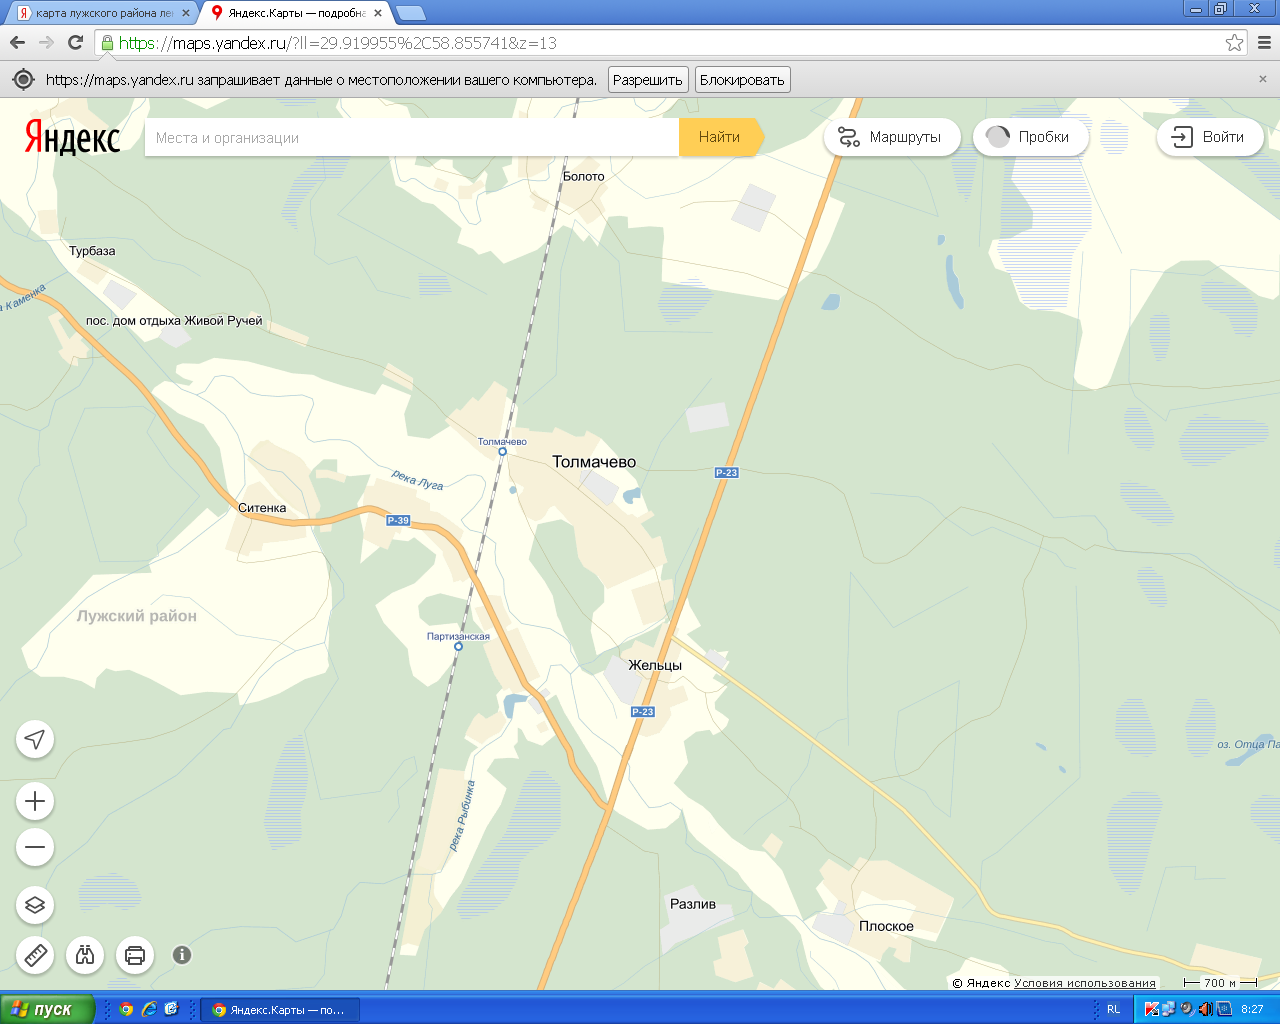 карта лужского района ле
Яндекс.Карты — подробна
https://maps.yandex.ru/?ll=29.919955%2C58.855741&z=13
https://maps.yandex.ru запрашивает данные о местоположении вашего компьютера.
Разрешить
Блокировать
Яндекс
Места и организации
Найти
Маршруты
Пробки
Войти
Болото
Турбаза
а Каменка
пос. дом отдыха Живой Ручей
Толмачево
Толмачево
река Луга
Р-23
Ситенка
Р-39
Лужский район
Партизанская
Жельцы
Р-23
оз. Отца Па
река Рыбинка
Разлив
Плоское
© Яндекс Условия использования
700 м
пуск
Яндекс.Карты — по...
RL
8:27